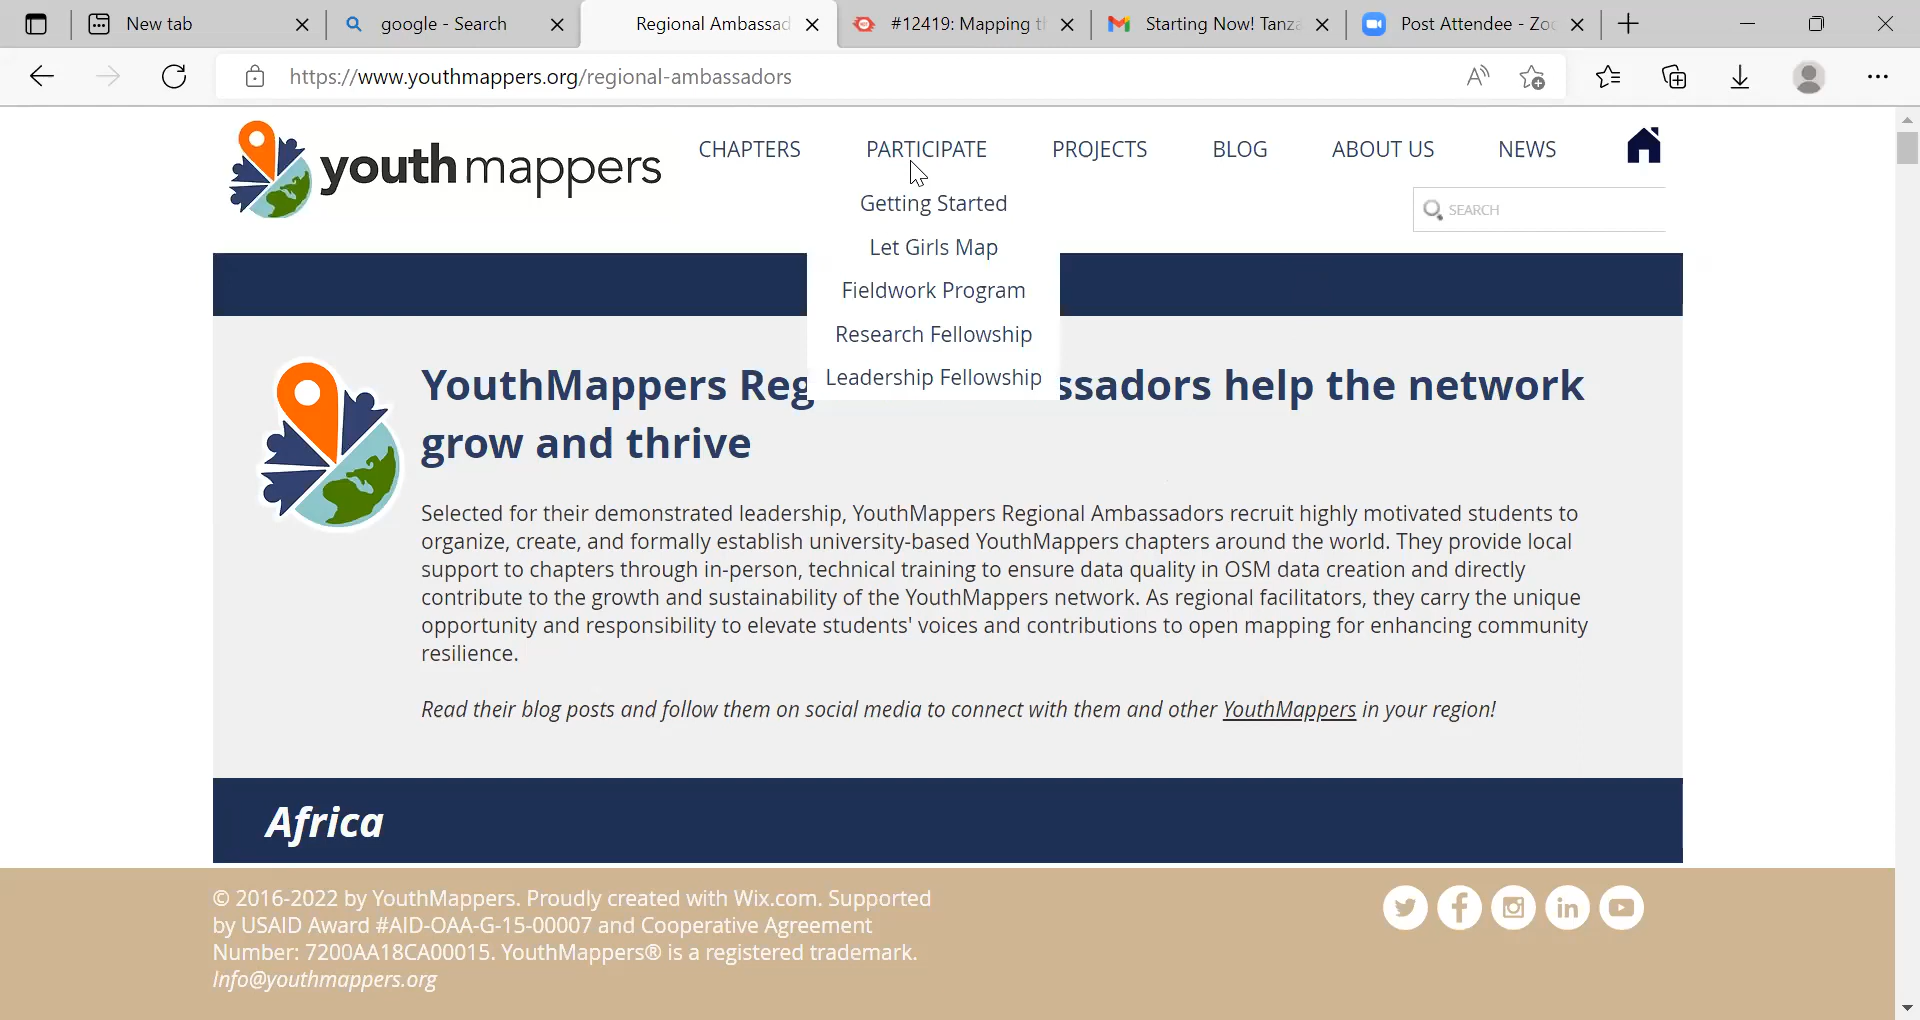 New tab
google - Search
Regional Ambassad
#12419: Mapping t
Starting Now! Tanza
Post Attendee - Zo
https://www.youthmappers.org/regional-ambassadors
youthmappers
CHAPTERS PARTICIPATE PROJECTS BLOG ABOUT US NEWS
Getting Started
Let Girls Map
Fieldwork Program
Research Fellowship
Leadership Fellowship
SEARCH
YouthMappers Reg ssadors help the network
grow and thrive
Selected for their demonstrated leadership, YouthMappers Regional Ambassadors recruit highly motivated students to
organize, create, and formally establish university-based YouthMappers chapters around the world. They provide local
support to chapters through in-person, technical training to ensure data quality in OSM data creation and directly
contribute to the growth and sustainability of the YouthMappers network. As regional facilitators, they carry the unique
opportunity and responsibility to elevate students' voices and contributions to open mapping for enhancing community
resilience.
Read their blog posts and follow them on social media to connect with them and other YouthMappers in your region!
Africa
© 2016-2022 by YouthMappers. Proudly created with Wix.com. Supported
by USAID Award #AID-OAA-G-15-00007 and Cooperative Agreement
Number: 7200AA18CA00015. YouthMappers® is a registered trademark.
Info@youthmappers.org